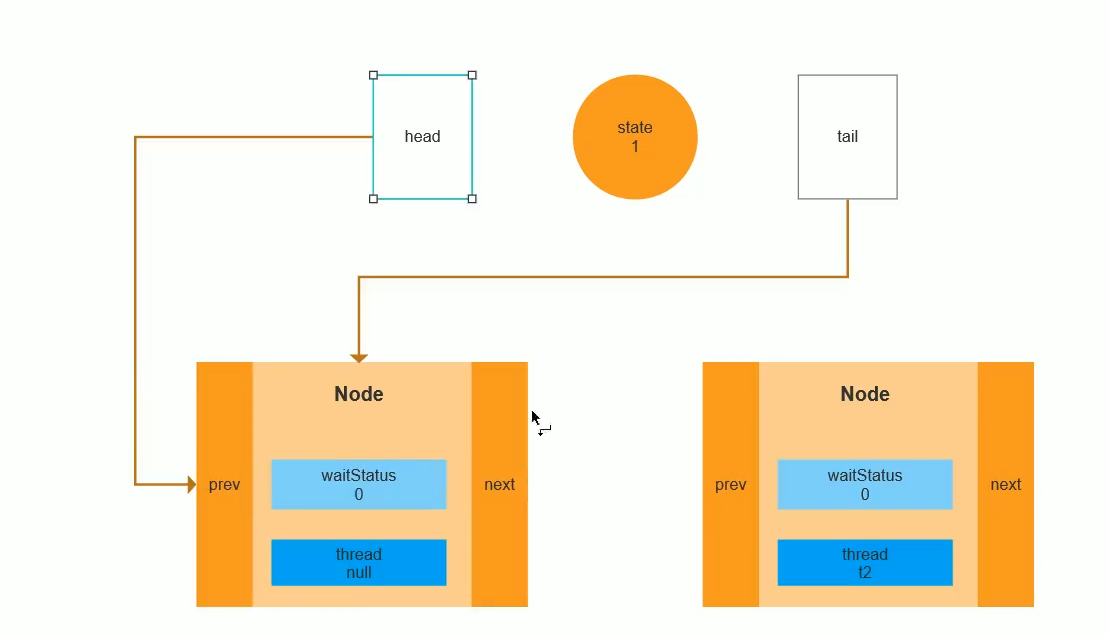 head
state
1
tail
Node
prev
waitStatus
0
next
thread
null
Node
prev
waitStatus
0
next
thread
t2